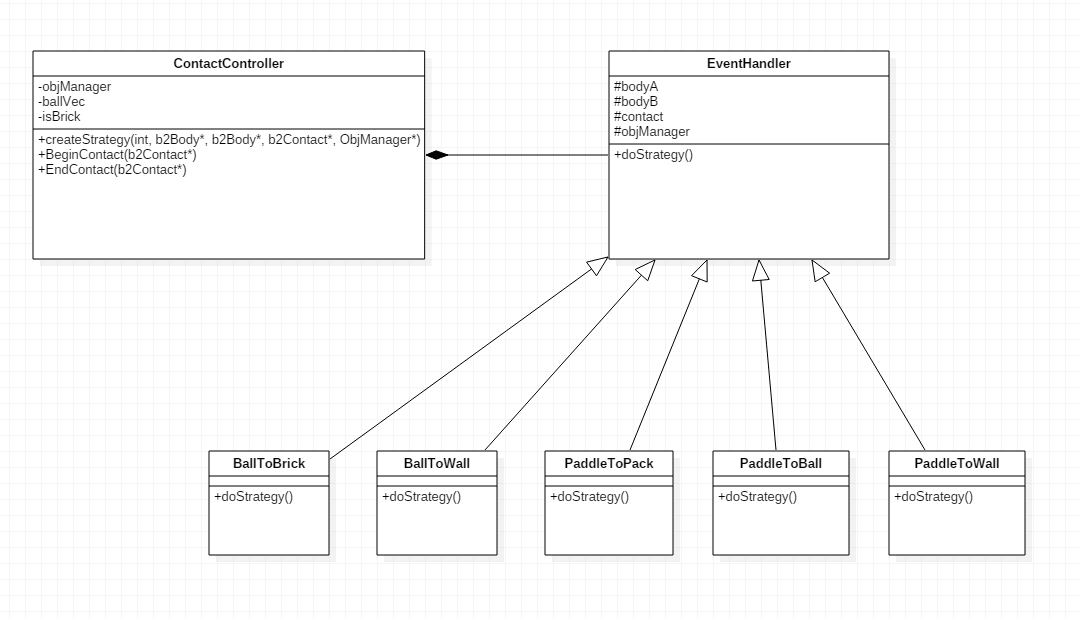 ContactController
-objManager
-ballVec
-isBrick
+createStrategy(int, b2Body*, b2Body*, b2Contact*, ObjManager*)
+BeginContact(b2Contact*)
+EndContact(b2Contact*)
EventHandler
#bodyA
#bodyB
#contact
#objManager
+doStrategy()
BallToBrick
+doStrategy()
BallToWall
+doStrategy()
PaddleToPack
+doStrategy()
PaddleToBall
+doStrategy()
PaddleToWall
+doStrategy()